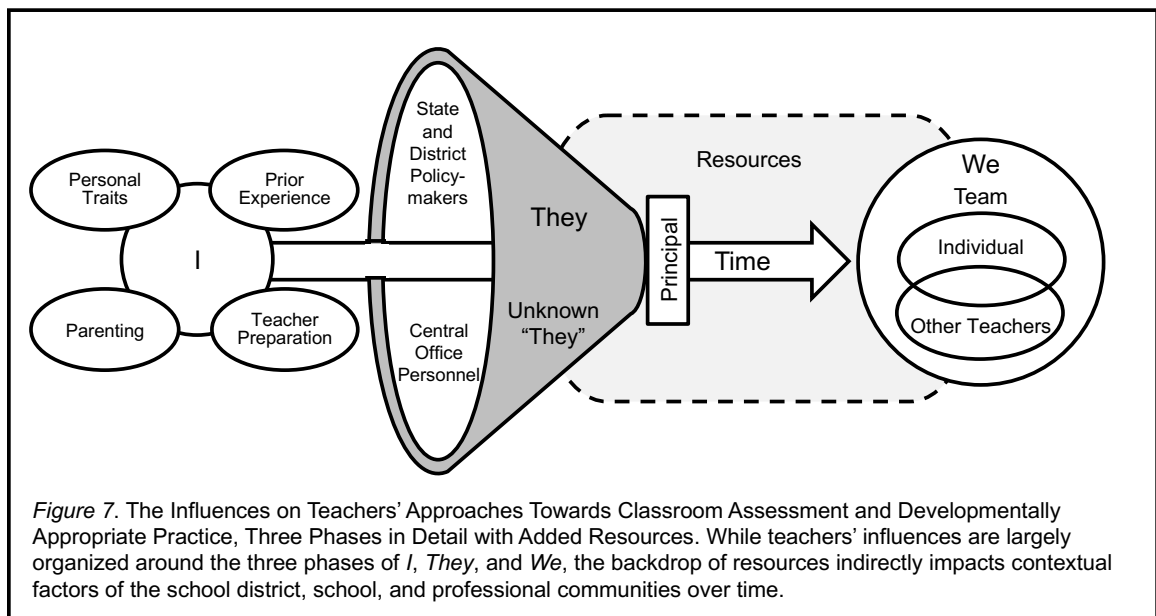 Personal
Traits
Prior
Experience
I
Parenting
Teacher
Preparation
State
and
District
Policy-
makers
Central
Office
Personnel
They
Unknown
“They”
Principal
Resources
Time
We
Team
Individual
Other Teachers
Figure 7. The Influences on Teachers’ Approaches Towards Classroom Assessment and Developmentally
Appropriate Practice, Three Phases in Detail with Added Resources. While teachers’ influences are largely
organized around the three phases of I, They, and We, the backdrop of resources indirectly impacts contextual
factors of the school district, school, and professional communities over time.